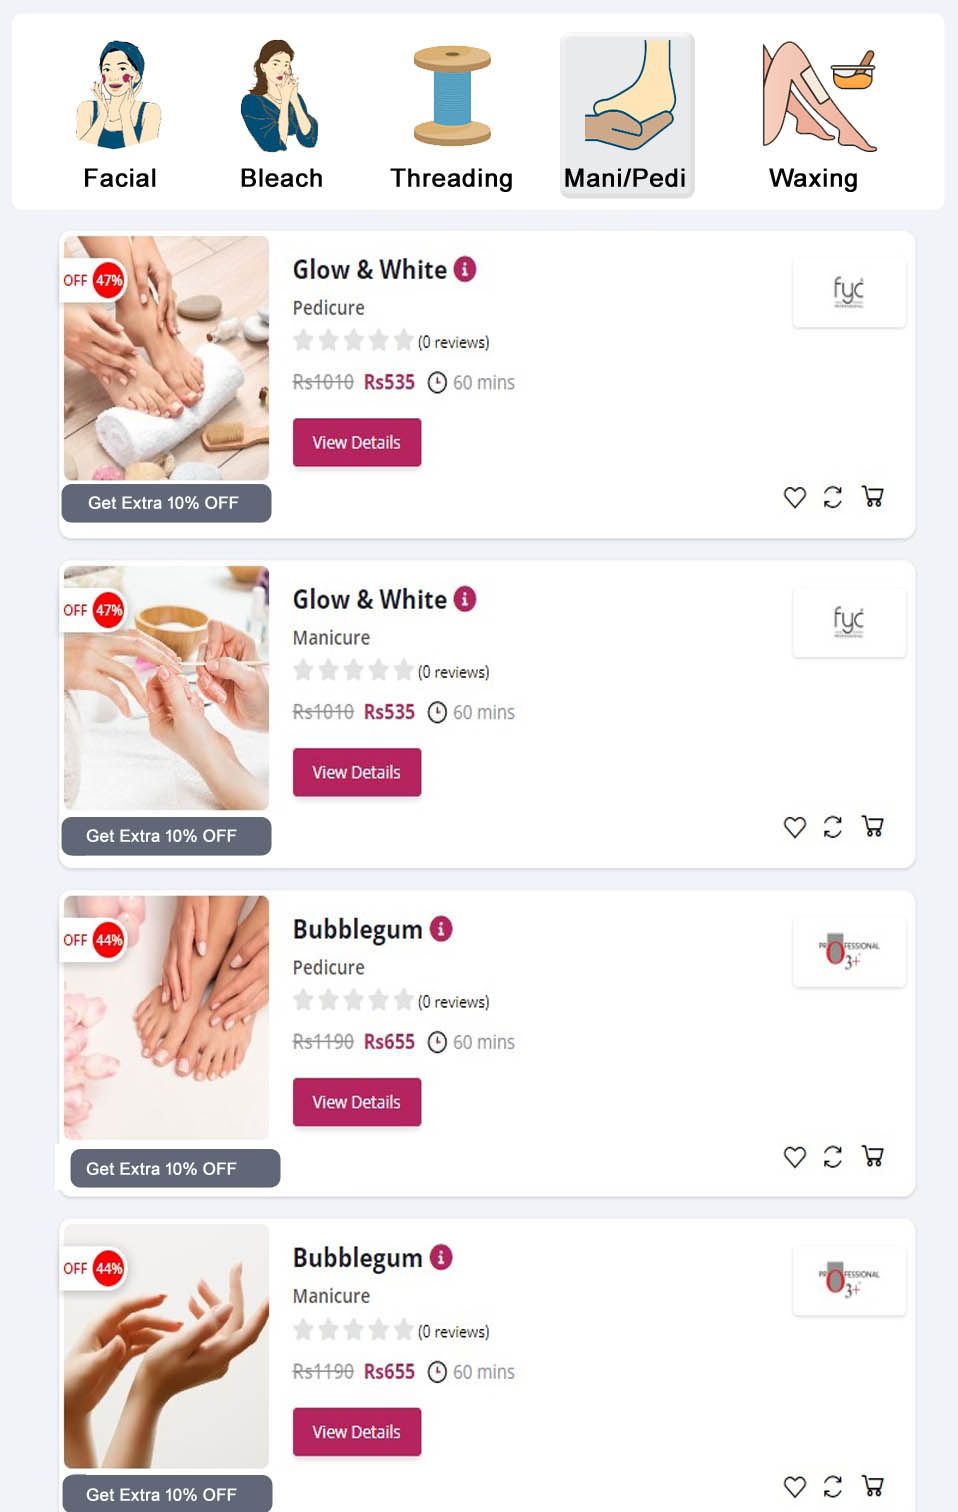 Facial Bleach Threading Mani/Pedi Waxing
Glow & White
OFF 47%
fyc
PROFESSIONAL
Pedicure
(0 reviews)
Rs1010 Rs535 60 mins
View Details
Get Extra 10% OFF
Glow & White
OFF 47%
fyc
PROFESSIONAL
Manicure
(0 reviews)
Rs1010 Rs535 60 mins
View Details
Get Extra 10% OFF
Bubblegum
OFF 44%
PROFESSIONAL
3+
Pedicure
(0 reviews)
Rs1190 Rs655 60 mins
View Details
Get Extra 10% OFF
Bubblegum
OFF 44%
PROFESSIONAL
3+
Manicure
(0 reviews)
Rs1190 Rs655 60 mins
View Details
Get Extra 10% OFF